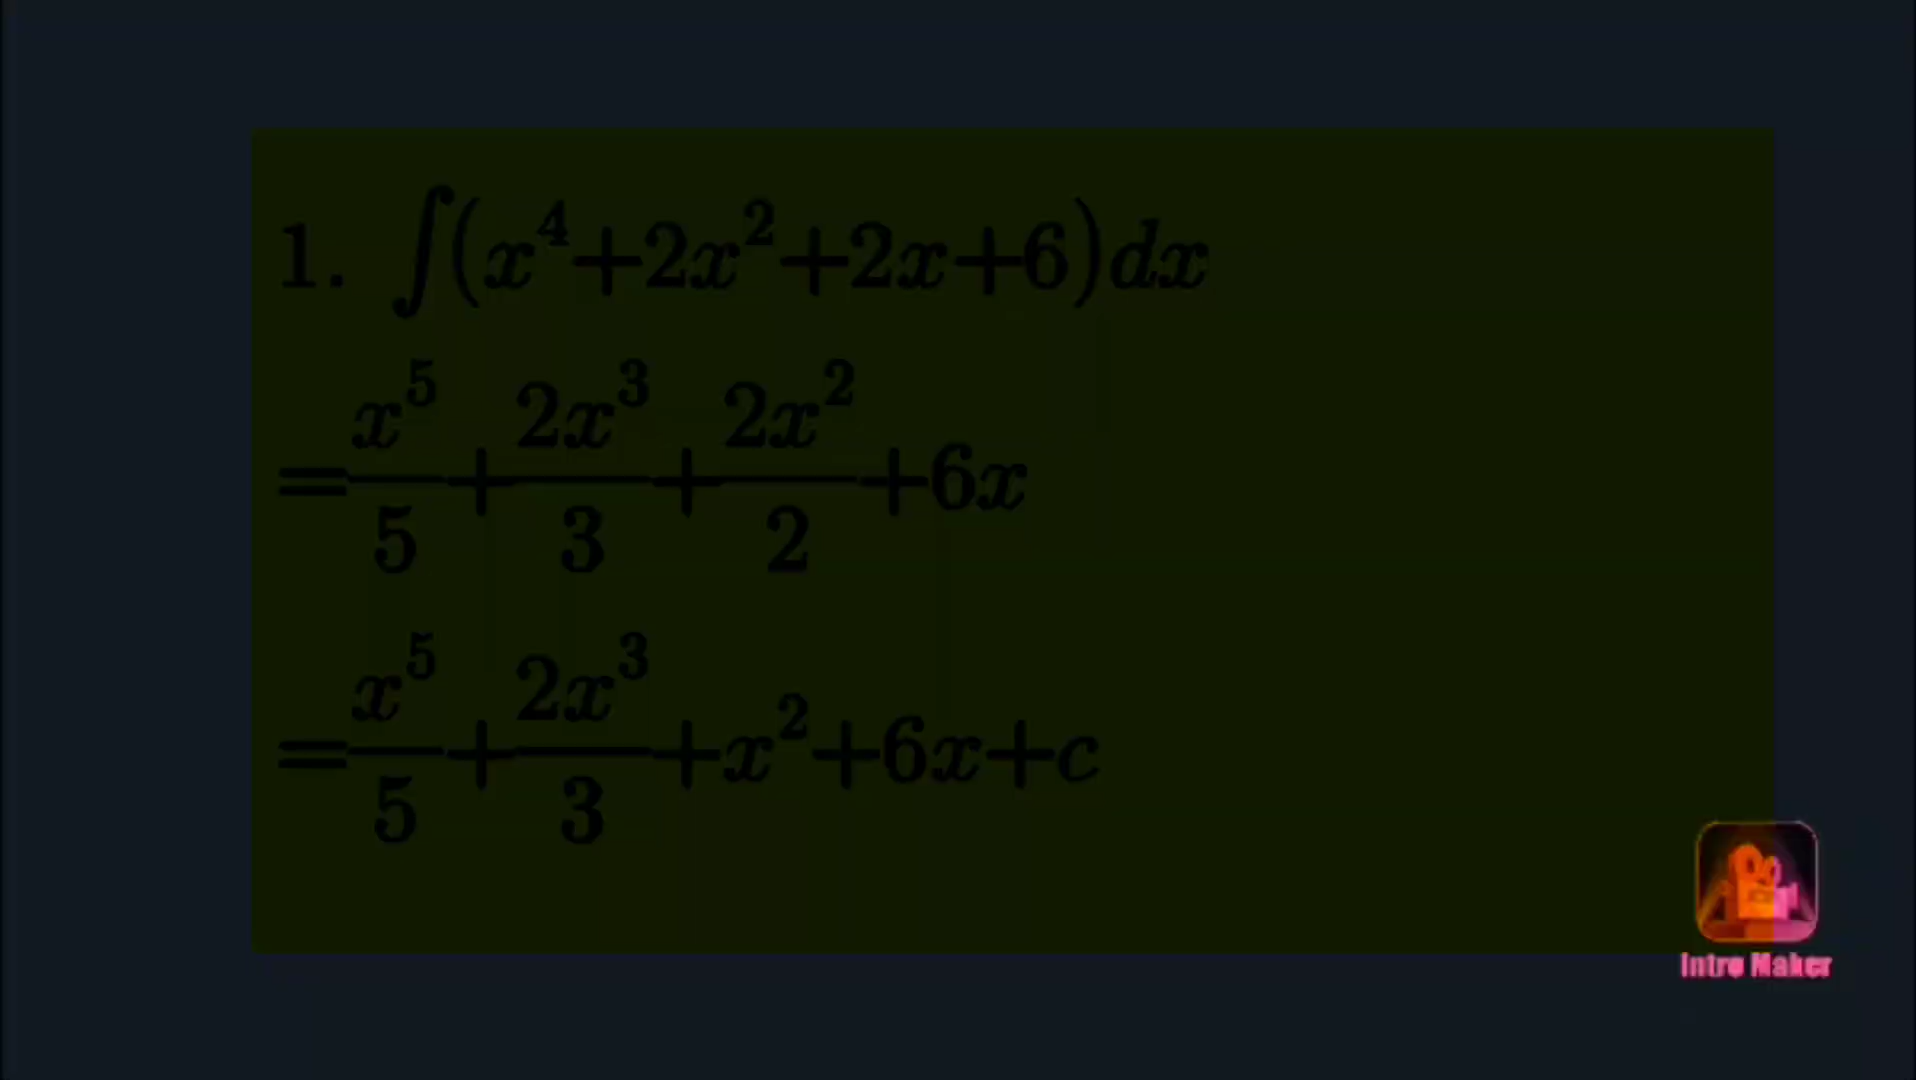 1. ∫(x⁴+2x²+2x+6)dx
=x⁵/5+2x³/3+2x²/2+6x
=x⁵/5+2x³/3+x²+6x+c
Intro Maker